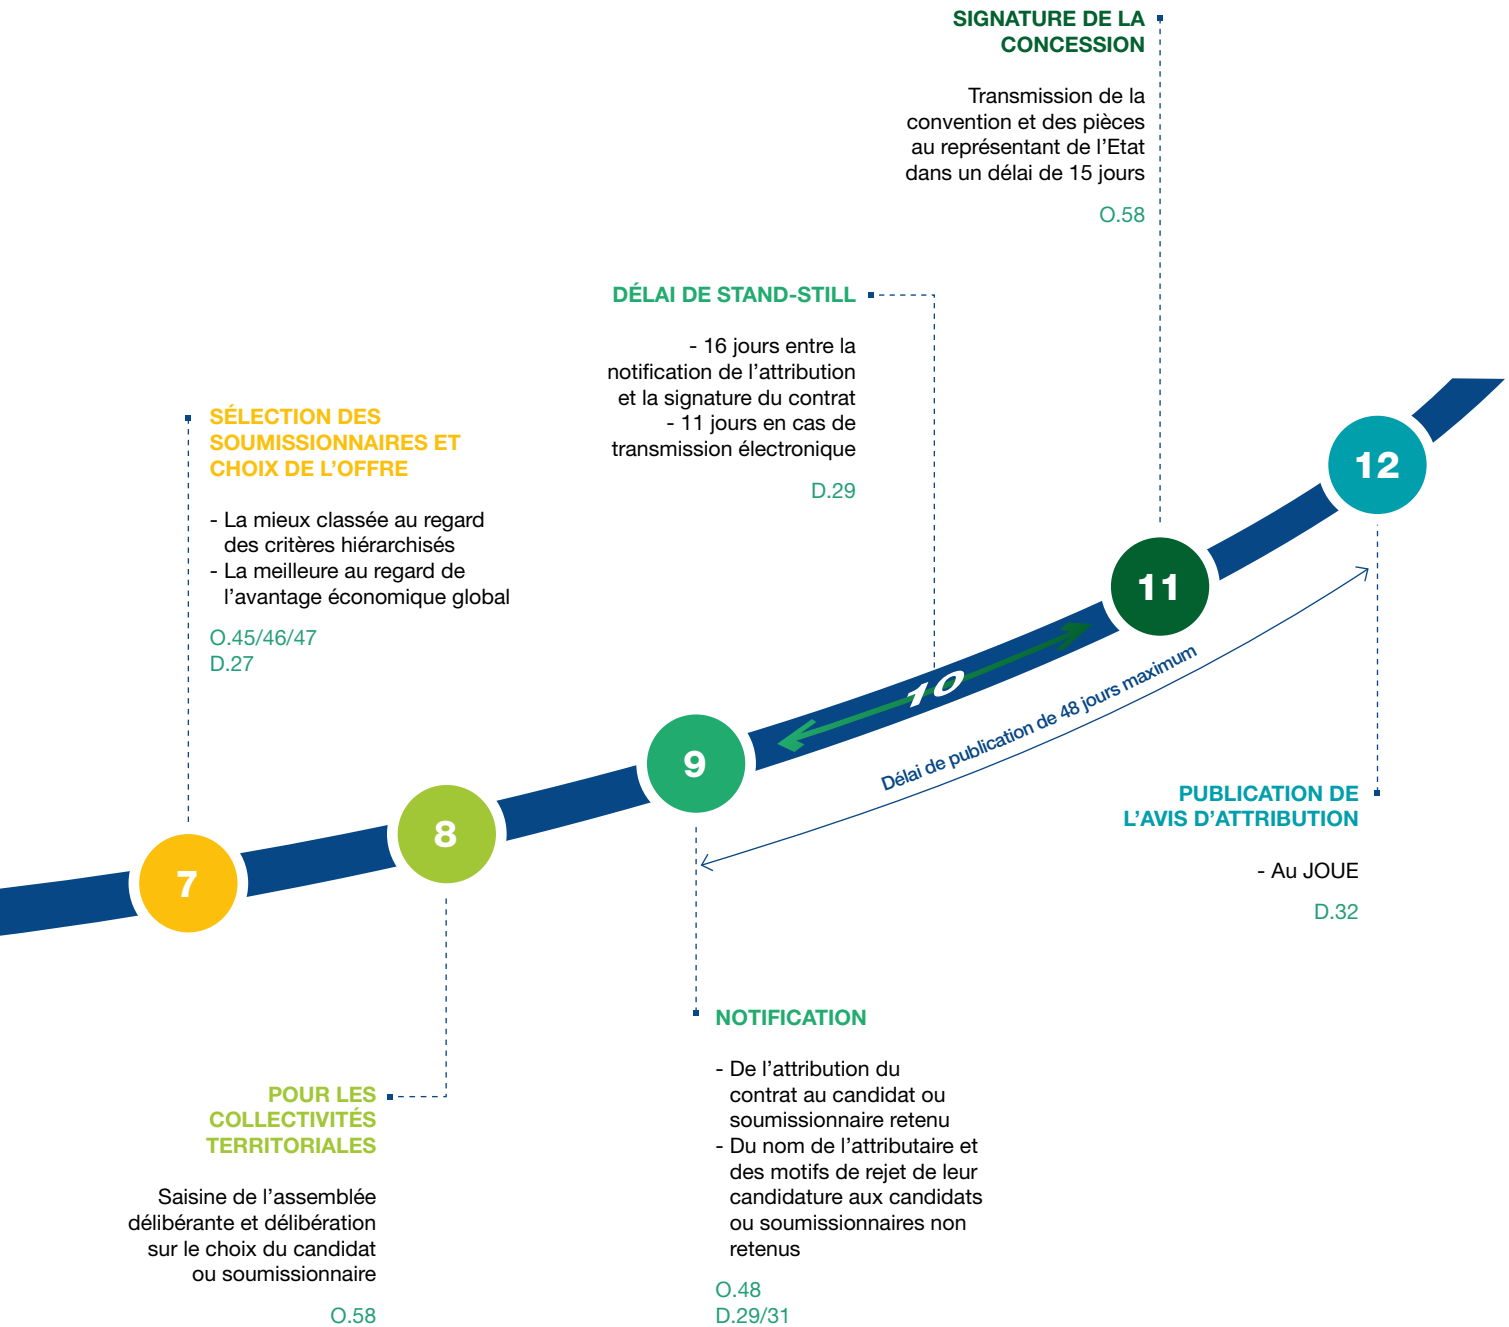 SIGNATURE DE LA
CONCESSION
Transmission de la
convention et des pièces
au représentant de l’Etat
dans un délai de 15 jours
O.58
DÉLAI DE STAND-STILL
- 16 jours entre la
notification de l’attribution
et la signature du contrat
- 11 jours en cas de
transmission électronique
D.29
SÉLECTION DES
SOUMISSIONNAIRES ET
CHOIX DE L’OFFRE
- La mieux classée au regard
des critères hiérarchisés
- La meilleure au regard de
l’avantage économique global
O.45/46/47
D.27
12
11
10
9
8
7
Délai de publication de 48 jours maximum
PUBLICATION DE
L’AVIS D’ATTRIBUTION
- Au JOUE
D.32
NOTIFICATION
- De l’attribution du
contrat au candidat ou
soumissionnaire retenu
- Du nom de l’attributaire et
des motifs de rejet de leur
candidature aux candidats
ou soumissionnaires non
retenus
O.48
D.29/31
POUR LES
COLLECTIVITÉS
TERRITORIALES
Saisine de l’assemblée
délibérante et délibération
sur le choix du candidat
ou soumissionnaire
O.58